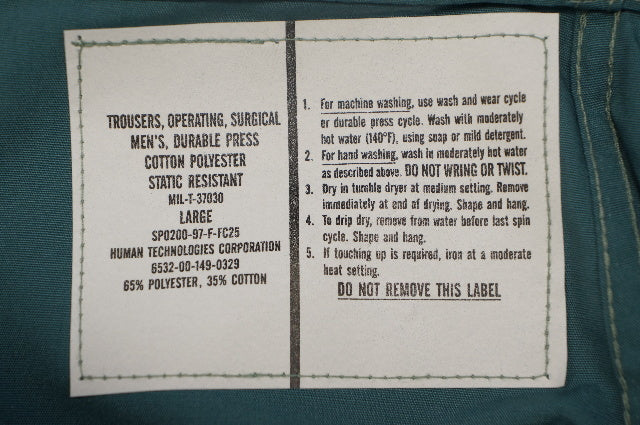 TROUSERS, OPERATING, SURGICAL
MEN'S, DURABLE PRESS
COTTON POLYESTER
STATIC RESISTANT
MIL-T-37830
LARGE
SPO200-97-F-FC25
HUMAN TECHNOLOGIES CORPORATION
6532-00-149-0329
65% POLYESTER, 35% COTTON
1. For machine washing, use wash and wear cycle
er durable press cycle. Wash with moderately
hot water (140°F), using soap or mild detergent.
2. For hand washing, wash in moderately hot water
as described above. DO NOT WRING OR TWIST.
3. Dry in tumble dryer at medium setting. Remove
immediately at end of drying. Shape and hang.
4. To drip dry, remove from water before last spin
cycle. Shape and hang.
5. If touching up is required, iron at a moderate
heat setting.
DO NOT REMOVE THIS LABEL